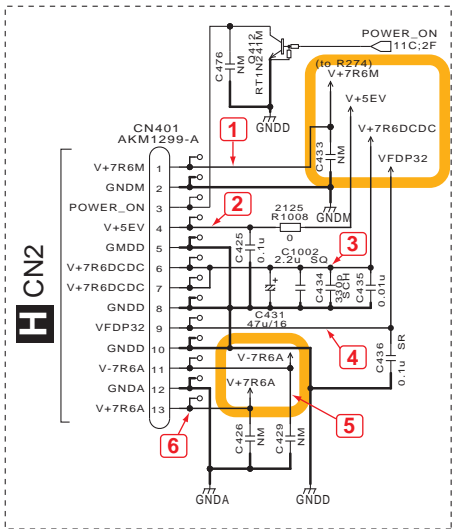 POWER_ON
11C;2F
Q412
RT1N241M
C476
NM
GNDD
(to R274)
V+7R6M
V+5EV
V+7R6DCDC
VFDP32
C433
NM
GNDM
CN401
AKM1299-A
H CN2
V+7R6M 1
GNDM 2
POWER_ON 3
V+5EV 4
GMDD 5
V+7R6DCDC 6
V+7R6DCDC 7
GNDD 8
VFDP32 9
GNDD 10
V-7R6A 11
GNDA 12
V+7R6A 13
1
2
2125
R1008
0
C425
0.1u
C1002
2.2u SQ
3
C434
330p
SCH
C435
0.01u
C431
47u/16
4
C436
0.1u SR
V-7R6A
V+7R6A
5
6
C426
NM
C429
NM
GNDA
GNDD